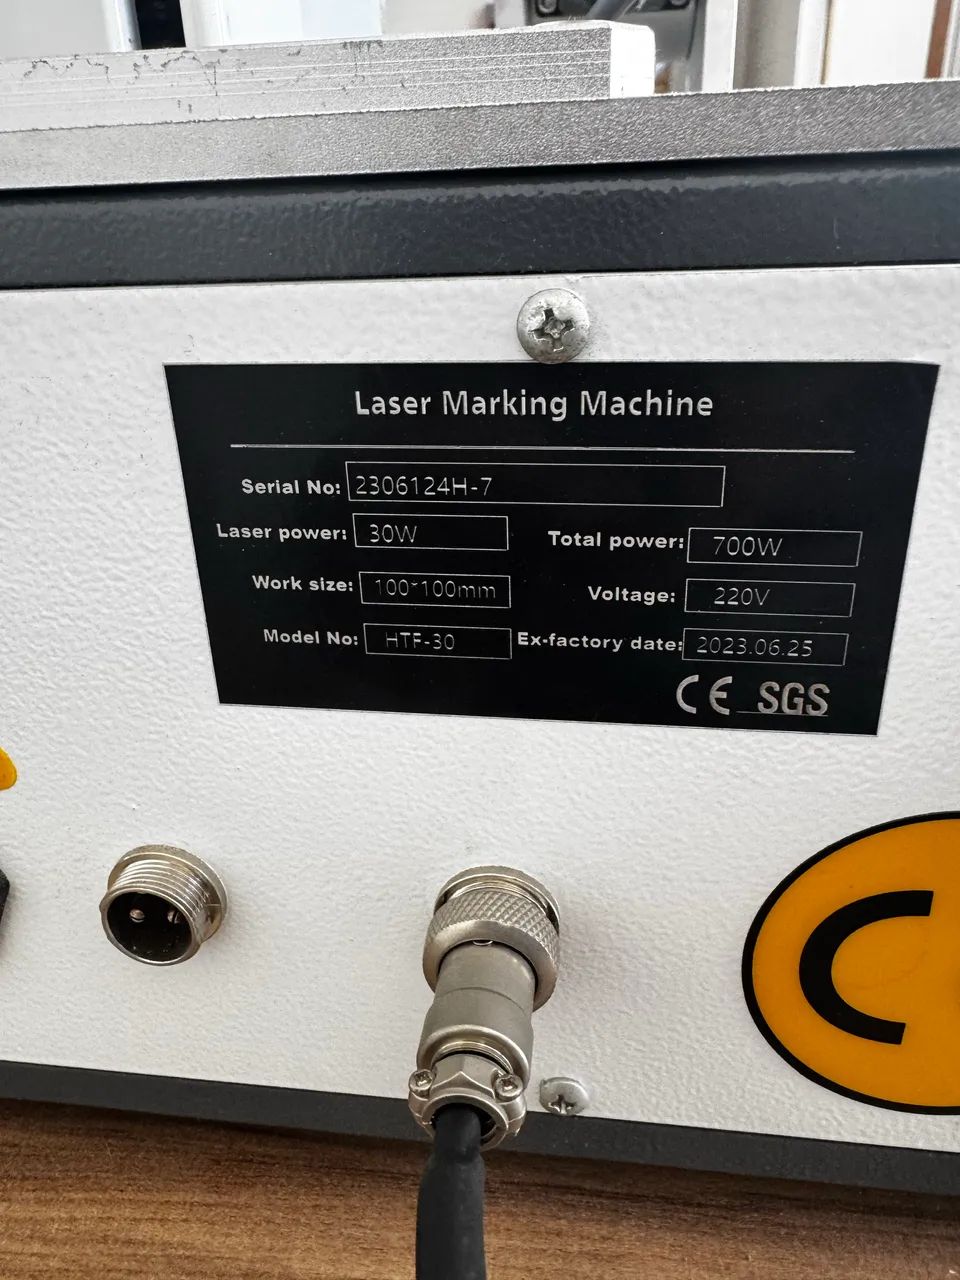 Laser Marking Machine
Serial No: 2306124H-7
Laser power: 30W Total power: 700W
Work size: 100*100mm Voltage: 220V
Model No: HTF-30 Ex-factory date: 2023.06.25
CE SGS
C